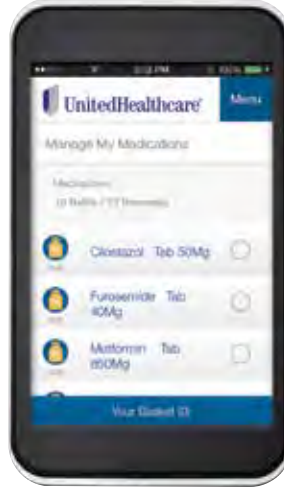 UnitedHealthcare
Menu
Manage My Medications
Medications
Cilostazol Tab 50Mg
Furosemide Tab
40Mg
Metformin Tab
850Mg
Your Basket